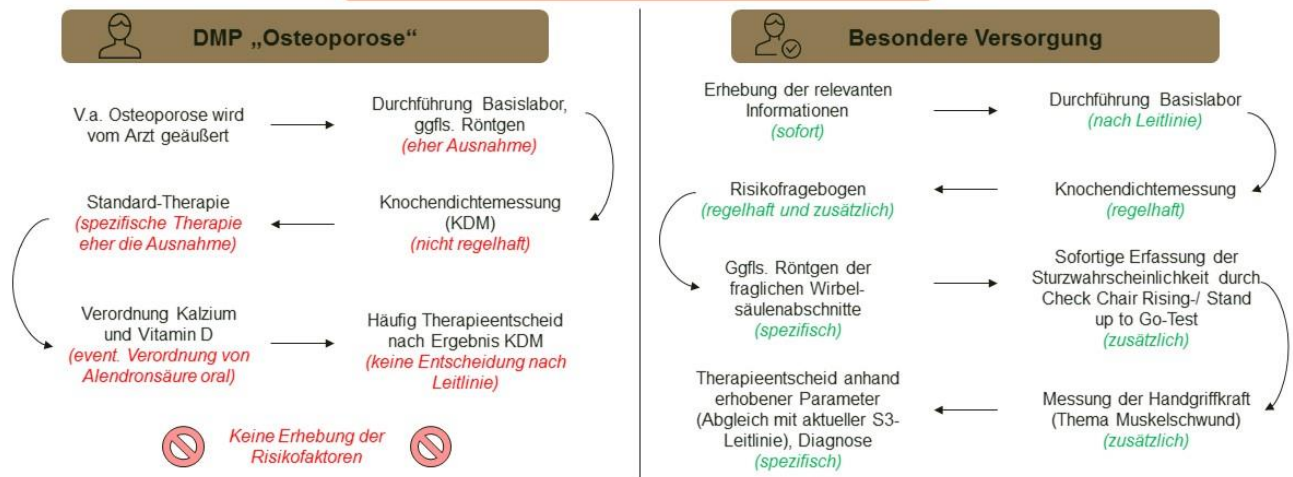 DMP „Osteoporose“
V.a. Osteoporose wird
vom Arzt geäußert
Durchführung Basislabor,
ggfls. Röntgen
(eher Ausnahme)
Knochendichtemessung
(KDM)
(nicht regelhaft)
Standard-Therapie
(spezifische Therapie
eher die Ausnahme)
Verordnung Kalzium
und Vitamin D
(event. Verordnung von
Alendronsäure oral)
Häufig Therapieentscheid
nach Ergebnis KDM
(keine Entscheidung nach
Leitlinie)
Keine Erhebung der
Risikofaktoren
Besondere Versorgung
Erhebung der relevanten
Informationen
(sofort)
Durchführung Basislabor
(nach Leitlinie)
Knochendichtemessung
(regelhaft)
Risikofragebogen
(regelhaft und zusätzlich)
Ggfls. Röntgen der
fraglichen Wirbel-
säulenabschnitte
(spezifisch)
Sofortige Erfassung der
Sturzwahrscheinlichkeit durch
Check Chair Rising-/ Stand
up to Go-Test
(zusätzlich)
Messung der Handgriffkraft
(Thema Muskelschwund)
(zusätzlich)
Therapieentscheid anhand
erhobener Parameter
(Abgleich mit aktueller S3-
Leitlinie), Diagnose
(spezifisch)